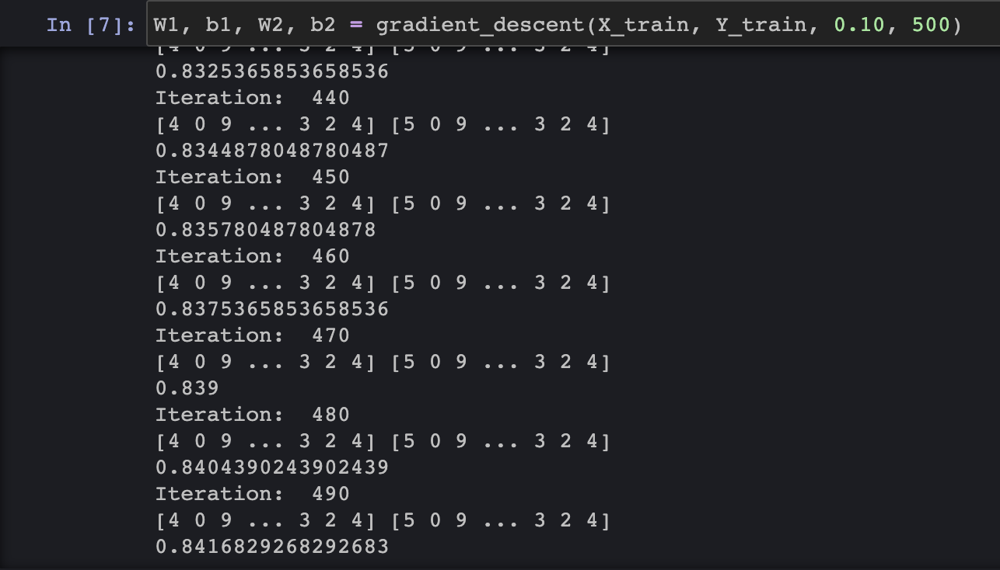 In [7]: W1, b1, W2, b2 = gradient_descent(X_train, Y_train, 0.10, 500)
[4 0 9 ... 3 2 4] [5 0 9 ... 3 2 4]
0.8325365853658536
Iteration:  440
[4 0 9 ... 3 2 4] [5 0 9 ... 3 2 4]
0.8344878048780487
Iteration:  450
[4 0 9 ... 3 2 4] [5 0 9 ... 3 2 4]
0.835780487804878
Iteration:  460
[4 0 9 ... 3 2 4] [5 0 9 ... 3 2 4]
0.8375365853658536
Iteration:  470
[4 0 9 ... 3 2 4] [5 0 9 ... 3 2 4]
0.839
Iteration:  480
[4 0 9 ... 3 2 4] [5 0 9 ... 3 2 4]
0.8404390243902439
Iteration:  490
[4 0 9 ... 3 2 4] [5 0 9 ... 3 2 4]
0.8416829268292683